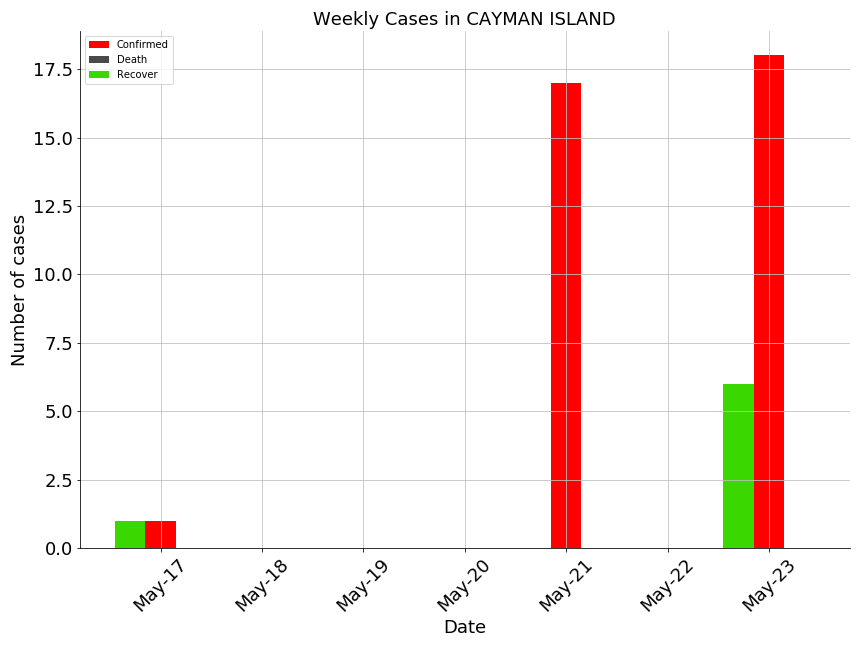 Weekly Cases in CAYMAN ISLAND
Confirmed
Death
Recover
17.5
15.0
12.5
10.0
7.5
5.0
2.5
0.0
Number of cases
May-17
May-18
May-19
May-20
May-21
May-22
May-23
Date